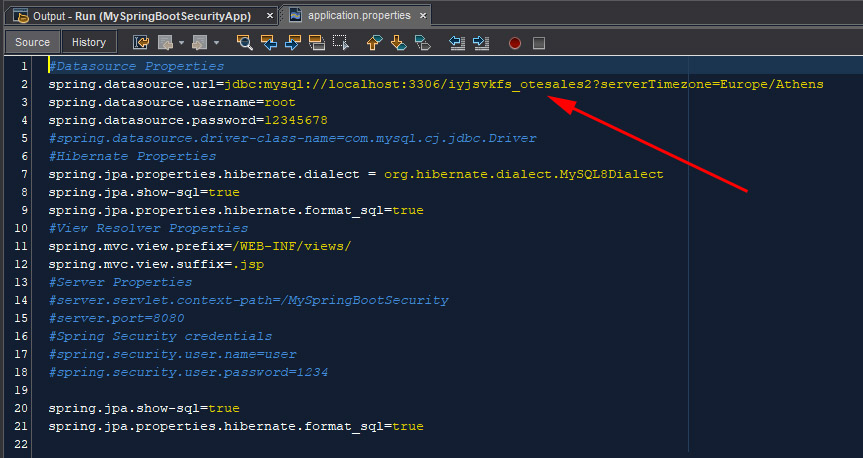 Output - Run (MySpringBootSecurityApp) × application.properties ×
Source History
1 #Datasource Properties
2 spring.datasource.url=jdbc:mysql://localhost:3306/iyjsvkfs_otesales2?serverTimezone=Europe/Athens
3 spring.datasource.username=root
4 spring.datasource.password=12345678
5 #spring.datasource.driver-class-name=com.mysql.cj.jdbc.Driver
6 #Hibernate Properties
7 spring.jpa.properties.hibernate.dialect = org.hibernate.dialect.MySQL8Dialect
8 spring.jpa.show-sql=true
9 spring.jpa.properties.hibernate.format_sql=true
10 #View Resolver Properties
11 spring.mvc.view.prefix=/WEB-INF/views/
12 spring.mvc.view.suffix=.jsp
13 #Server Properties
14 #server.servlet.context-path=/MySpringBootSecurity
15 #server.port=8080
16 #Spring Security credentials
17 #spring.security.user.name=user
18 #spring.security.user.password=1234
19
20 spring.jpa.show-sql=true
21 spring.jpa.properties.hibernate.format_sql=true
22